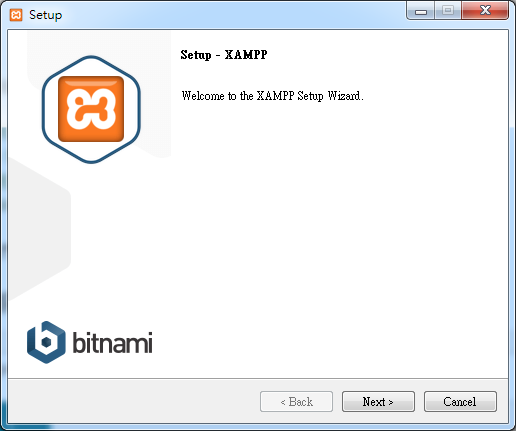 Setup
Setup - XAMPP
Welcome to the XAMPP Setup Wizard.
bitnami
< Back
Next >
Cancel